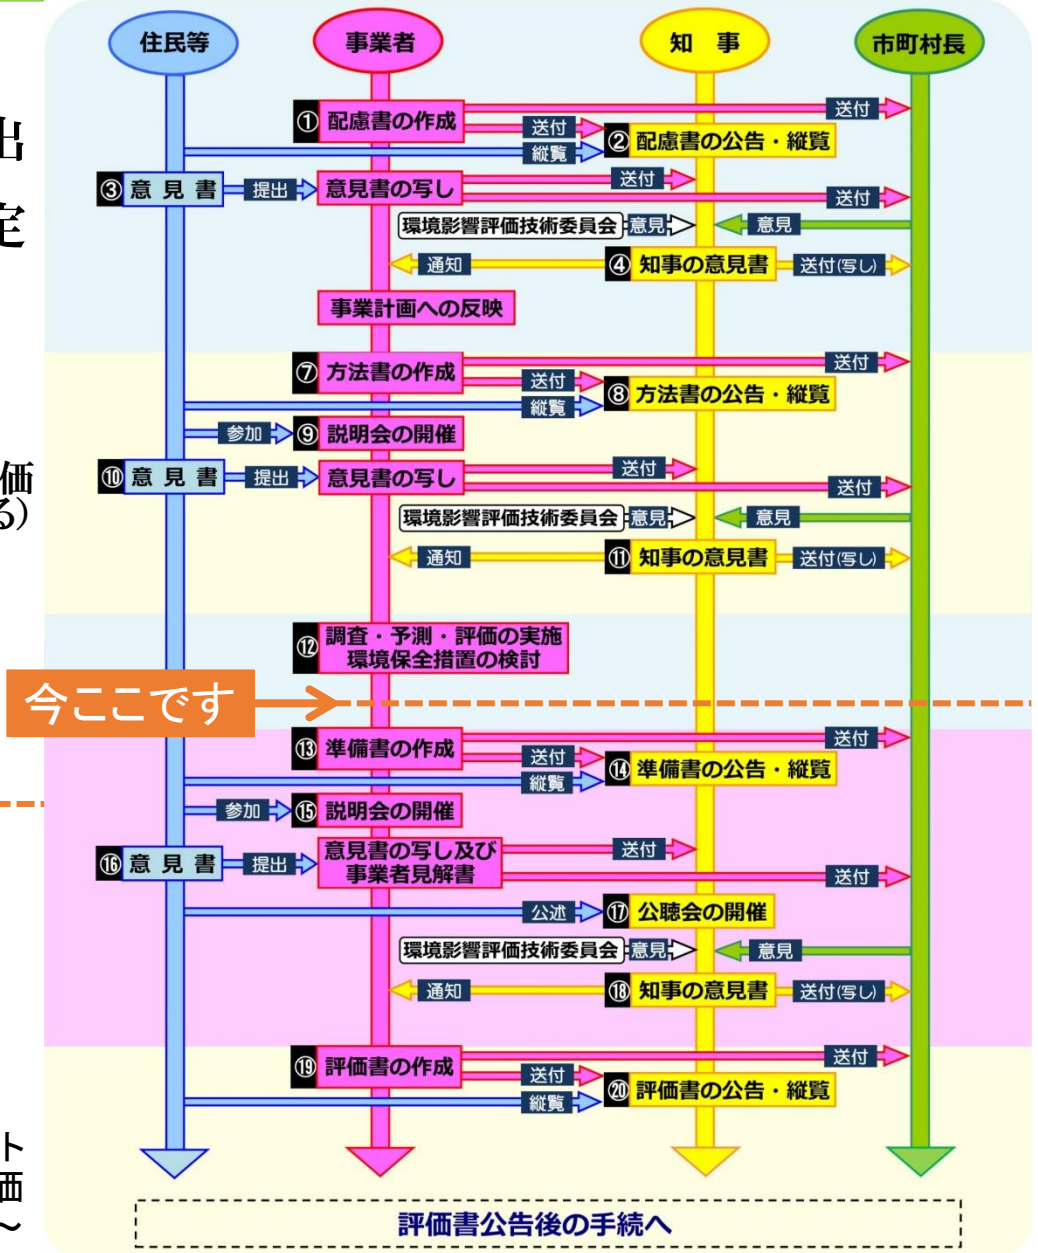 住民等
事業者
知　事
市町村長
出
定
① 配慮書の作成
送付
送付
② 配慮書の公告・縦覧
縦覧
③ 意見書
提出
意見書の写し
送付
送付
環境影響評価技術委員会
意見
意見
通知
④ 知事の意見書
送付(写し)
事業計画への反映
⑦ 方法書の作成
送付
送付
⑧ 方法書の公告・縦覧
縦覧
参加
⑨ 説明会の開催
価
る）
⑩ 意見書
提出
意見書の写し
送付
送付
環境影響評価技術委員会
意見
意見
通知
⑪ 知事の意見書
送付(写し)
⑫ 調査・予測・評価の実施
環境保全措置の検討
今ここです
⑬ 準備書の作成
送付
送付
⑭ 準備書の公告・縦覧
縦覧
参加
⑮ 説明会の開催
⑯ 意見書
提出
意見書の写し及び
事業者見解書
送付
送付
公述
⑰ 公聴会の開催
環境影響評価技術委員会
意見
意見
通知
⑱ 知事の意見書
送付(写し)
⑲ 評価書の作成
送付
送付
⑳ 評価書の公告・縦覧
縦覧
ト
価
～
評価書公告後の手続へ